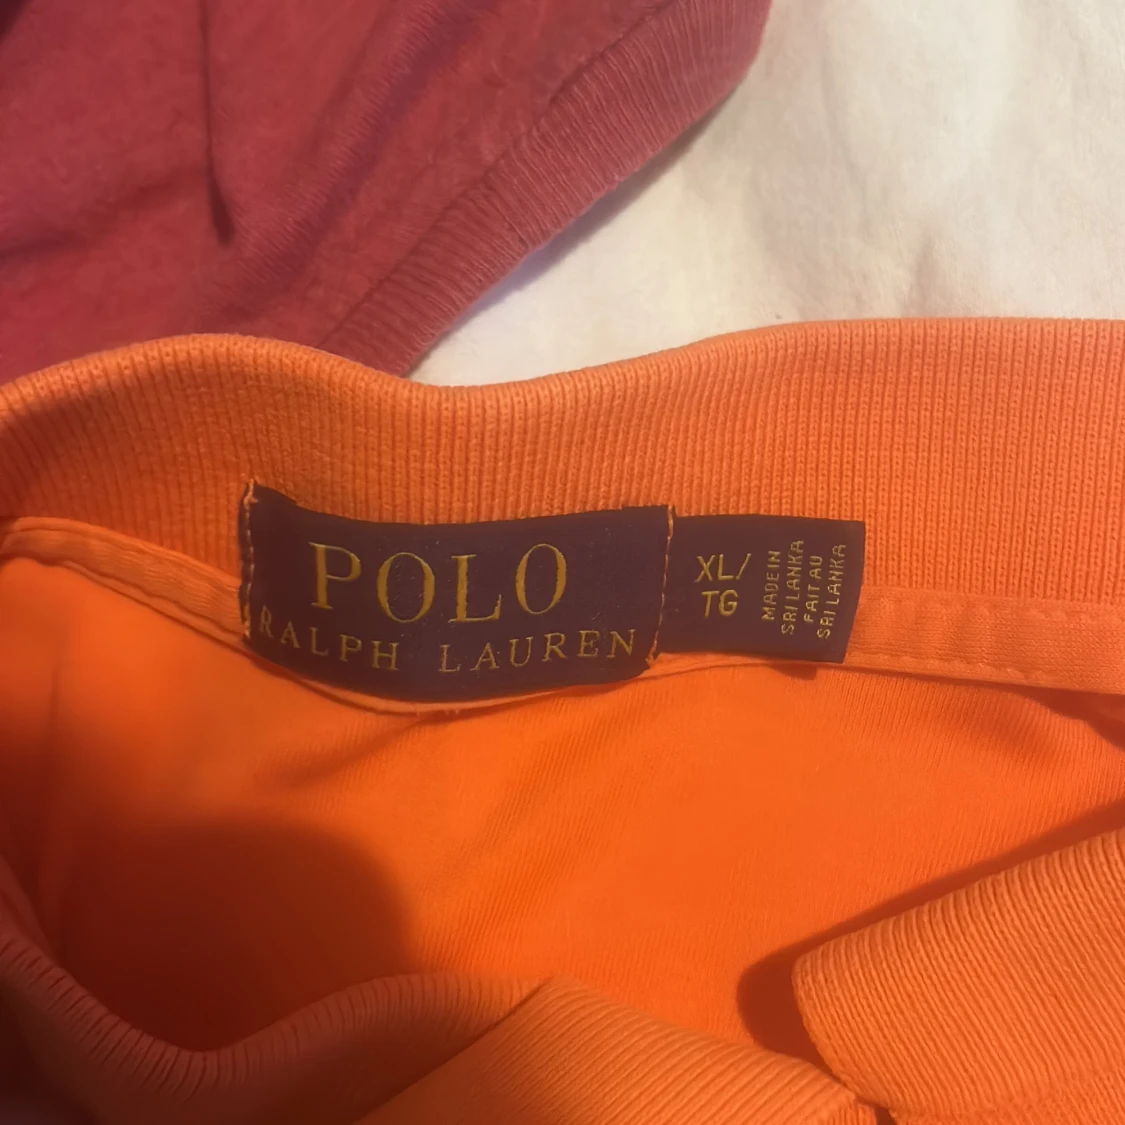 POLO
RALPH LAUREN
XL/
TG
MADE IN
SRI LANKA
FAIT AU
SRI LANKA